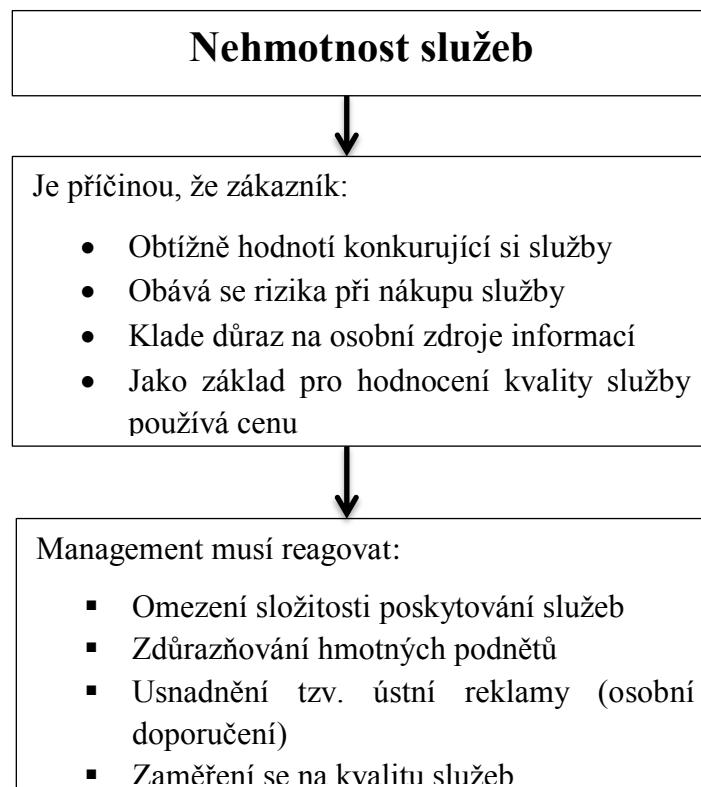 Nehmotnost služeb
Je příčinou, že zákazník:
• Obtížně hodnotí konkurující si služby
• Obává se rizika při nákupu služby
• Klade důraz na osobní zdroje informací
• Jako základ pro hodnocení kvality služby
používá cenu
Management musí reagovat:
▪ Omezení složitosti poskytování služeb
▪ Zdůrazňování hmotných podnětů
▪ Usnadnění tzv. ústní reklamy (osobní
doporučení)
▪ Zaměření se na kvalitu služeb